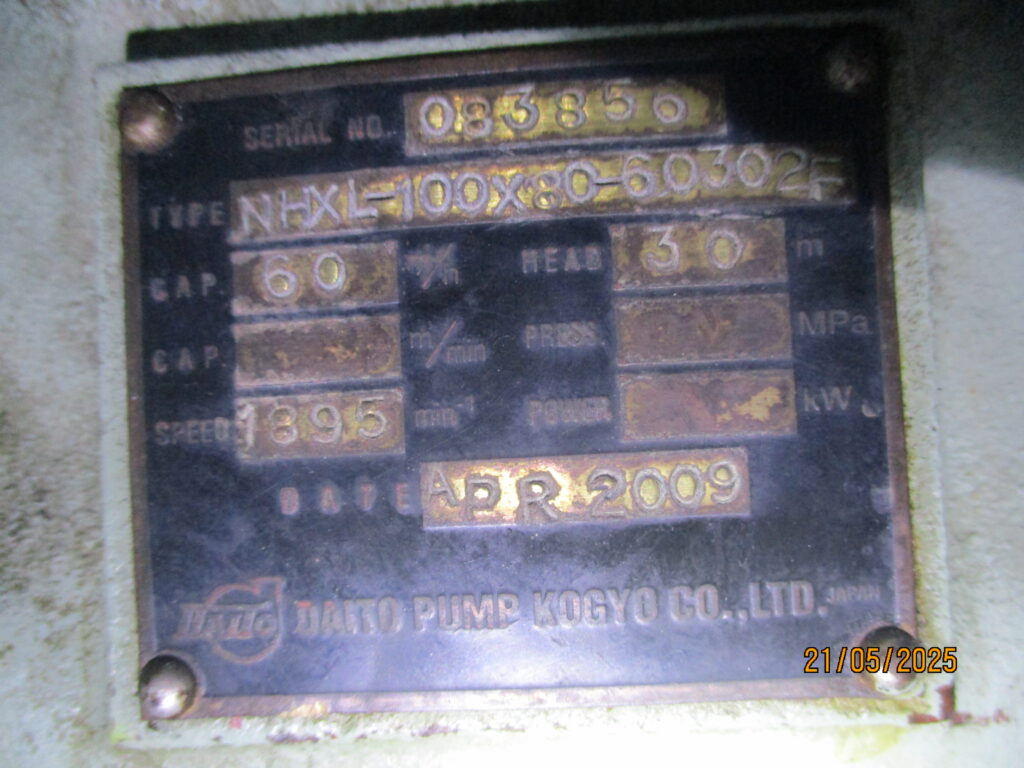 SERIAL NO. 083856
TYPE NHXL-100X80-60302F
CAP. 60 m³/h HEAD 30 m
CAP. m³/min PRESS. MPa
SPEED 1895 min⁻¹ POWER kW
DATE APR 2009
DAITO DAITO PUMP KOGYO CO.,LTD. JAPAN
21/05/2025